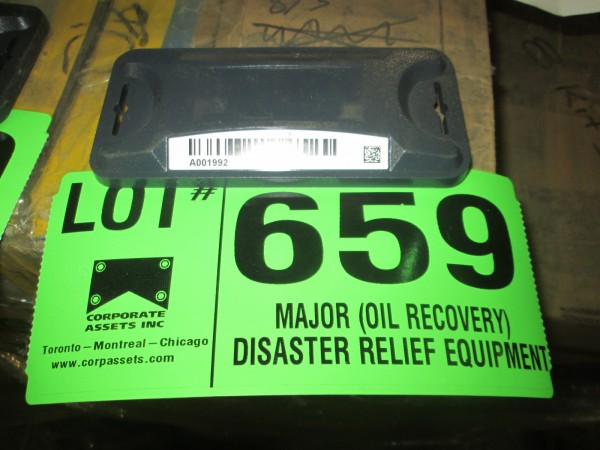 A001992
LOT #
659
CORPORATE
ASSETS INC
Toronto – Montreal – Chicago
www.corpassets.com
MAJOR (OIL RECOVERY)
DISASTER RELIEF EQUIPMENT